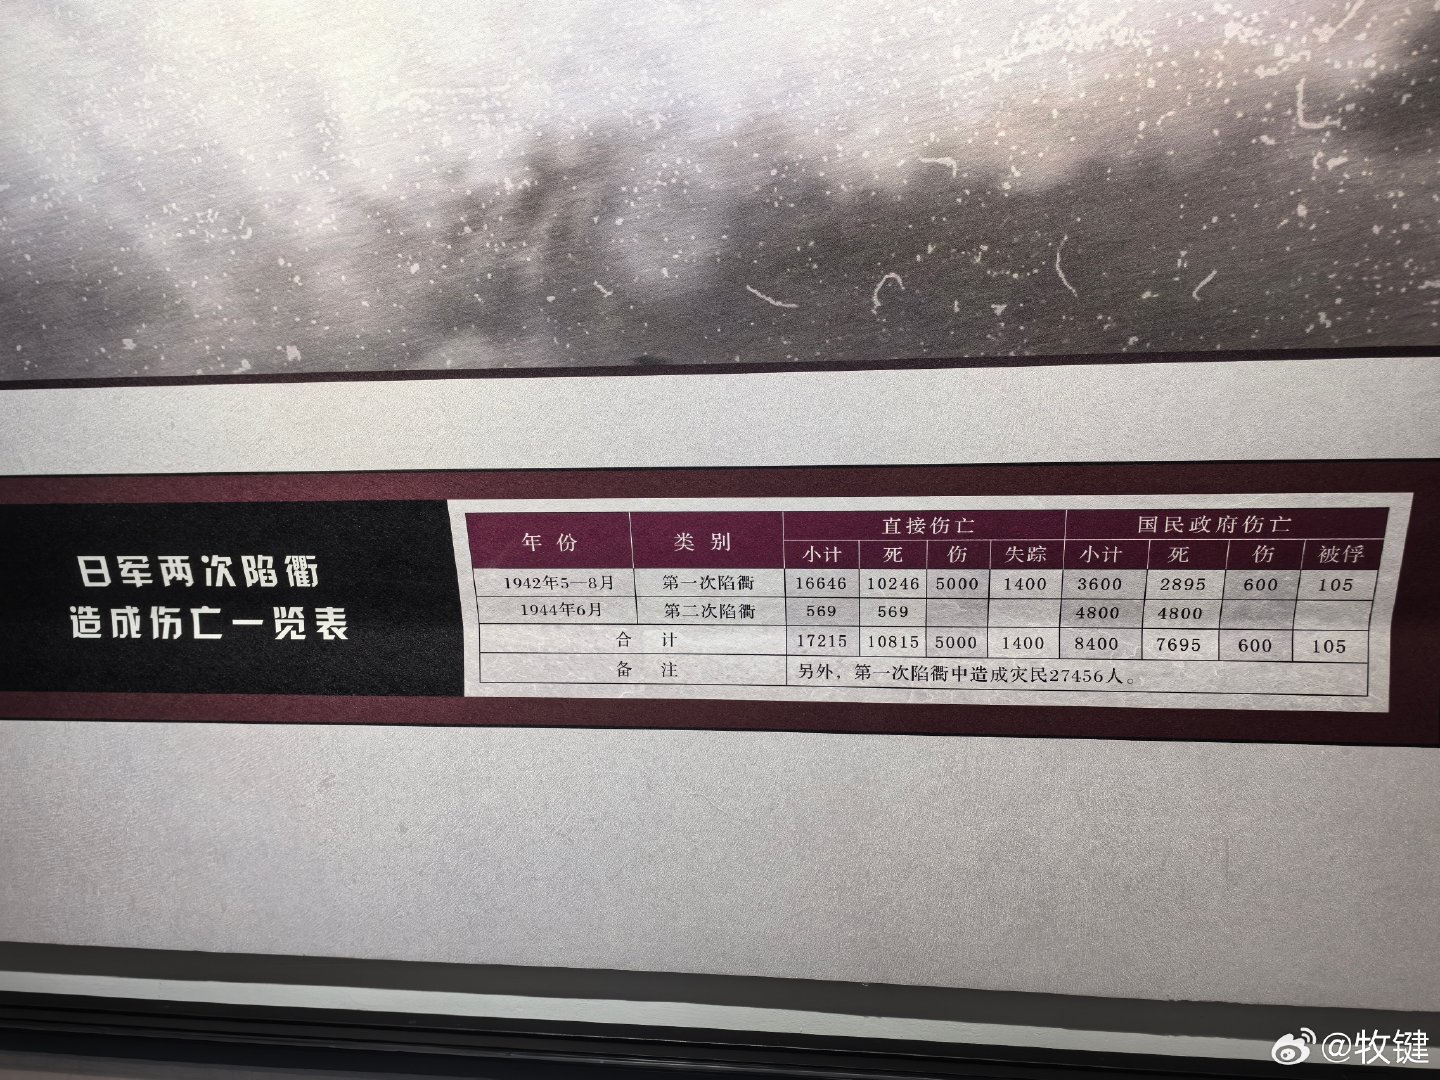 日军两次陷衢
造成伤亡一览表
年份 类别 直接伤亡 国民政府伤亡
小计 死 伤 失踪 小计 死 伤 被俘
1942年5—8月 第一次陷衢 16646 10246 5000 1400 3600 2895 600 105
1944年6月 第二次陷衢 569 569 4800 4800
合计 17215 10815 5000 1400 8400 7695 600 105
备注 另外，第一次陷衢中造成灾民27456人。
@牧键